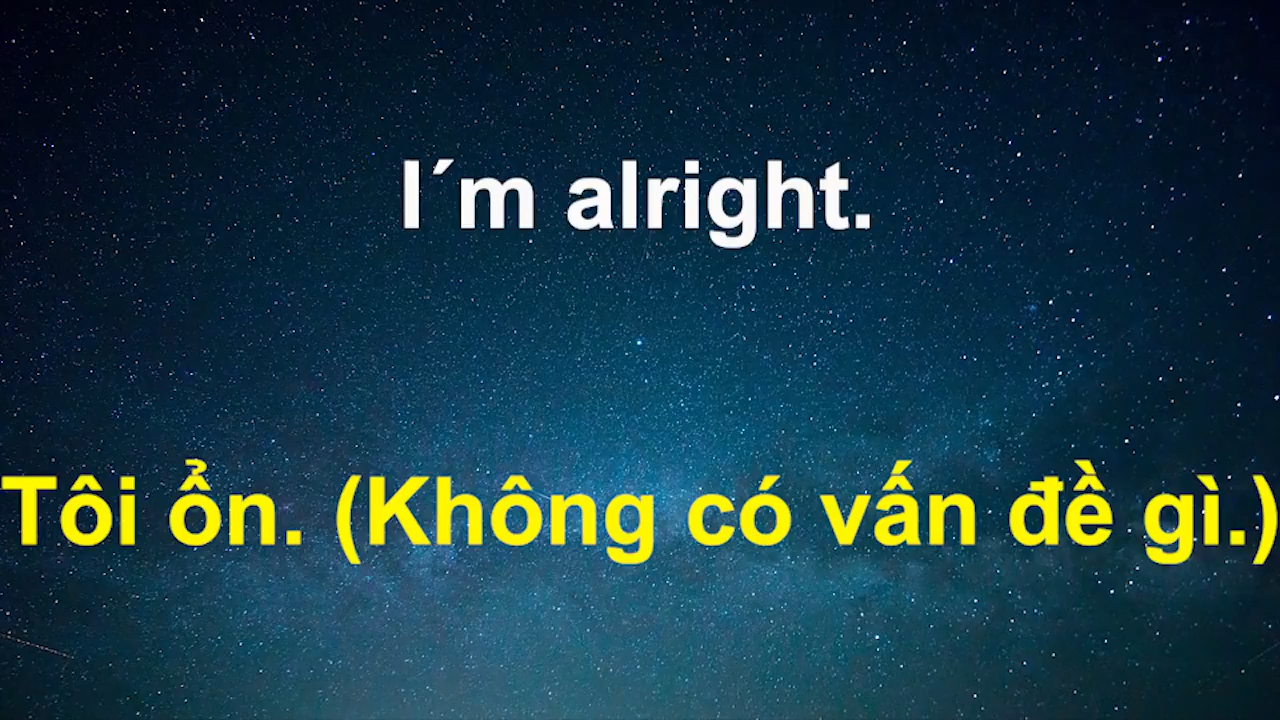 I´m alright.
Tôi ổn. (Không có vấn đề gì.)